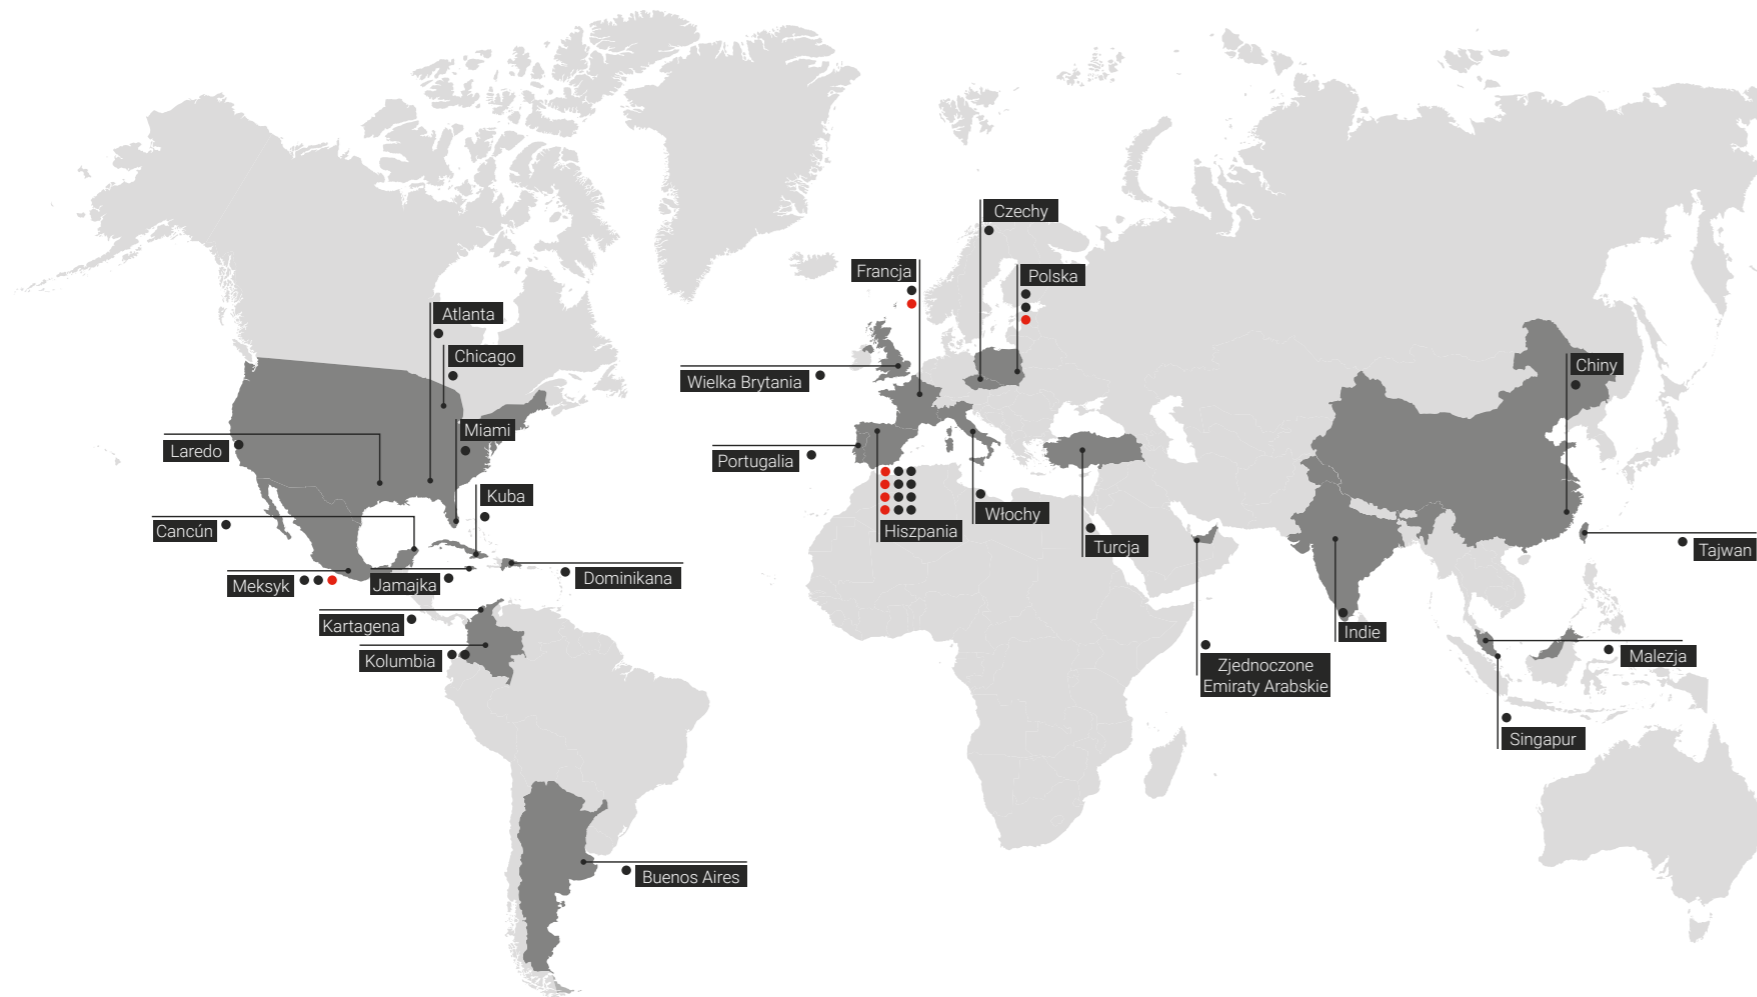 Czechy
Francja
Polska
Atlanta
Chicago
Chiny
Wielka Brytania
Miami
Laredo
Portugalia
Kuba
Włochy
Cancún
Hiszpania
Turcja
Tajwan
Meksyk
Jamajka
Dominikana
Kartagena
Indie
Kolumbia
Malezja
Zjednoczone
Emiraty Arabskie
Singapur
Buenos Aires